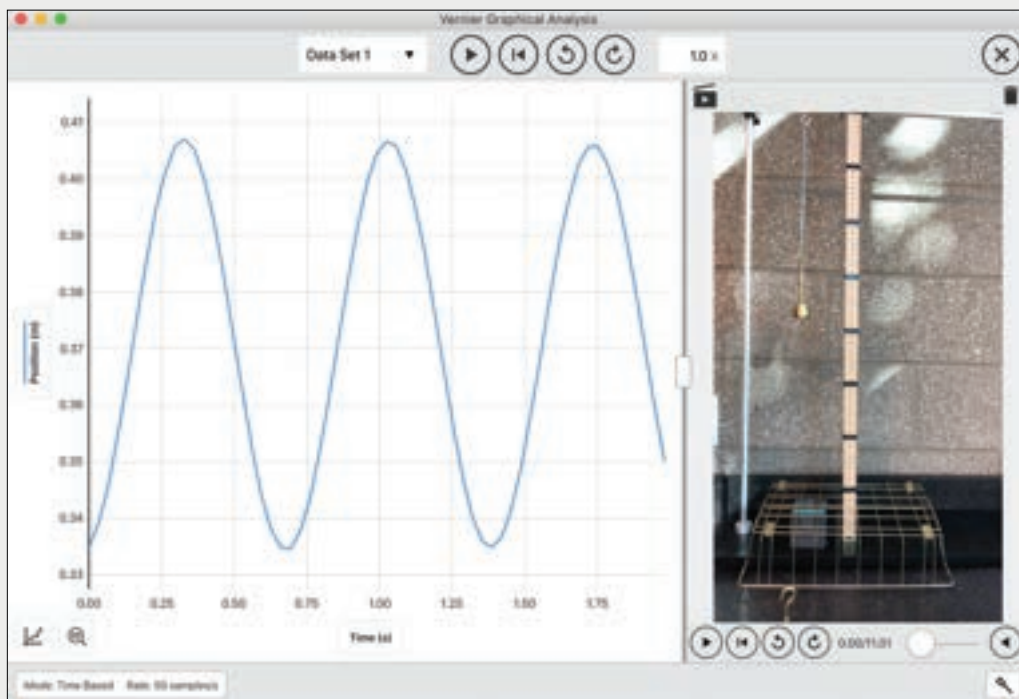 Vernier Graphical Analysis
Data Set 1
1.0 x
0.41
0.40
0.39
0.38
0.37
0.36
0.35
0.34
0.33
Position (m)
0.00 0.25 0.50 0.75 1.00 1.25 1.50 1.75
Time (s)
0.00/11.01
Mode: Time Based Rate: 50 samples/s